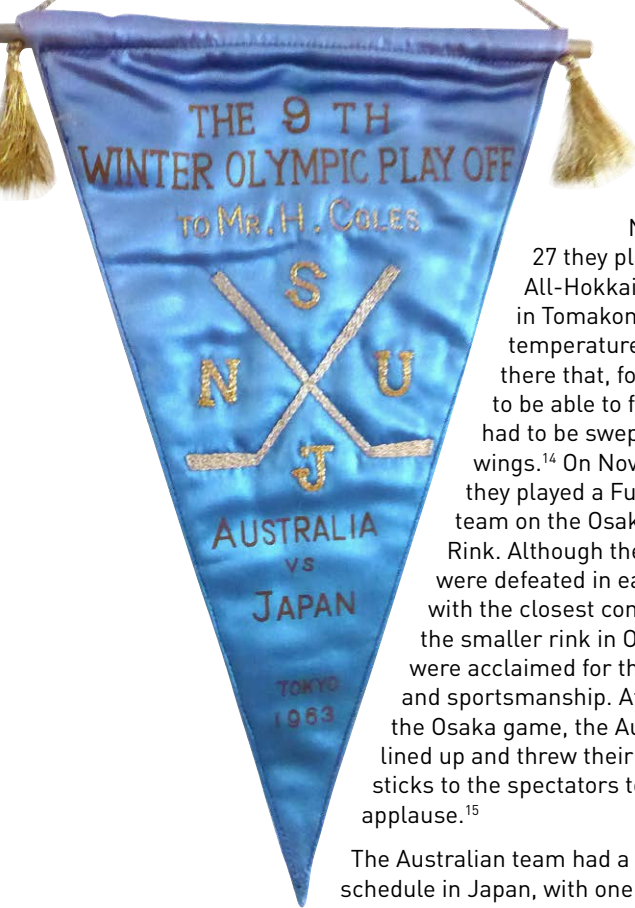 THE 9 TH
WINTER OLYMPIC PLAY OFF
TO MR. H. COLES
S
N U
J
AUSTRALIA
VS
JAPAN
TOKYO
1963
N
27 they pl
All-Hokkai
in Tomakon
temperature
there that, fo
to be able to f
had to be swep
wings.¹⁴ On Nov
they played a Fu
team on the Osak
Rink. Although the
were defeated in ea
with the closest con
the smaller rink in O
were acclaimed for th
and sportsmanship. A
the Osaka game, the Au
lined up and threw their
sticks to the spectators t
applause.¹⁵
The Australian team had a
schedule in Japan, with one